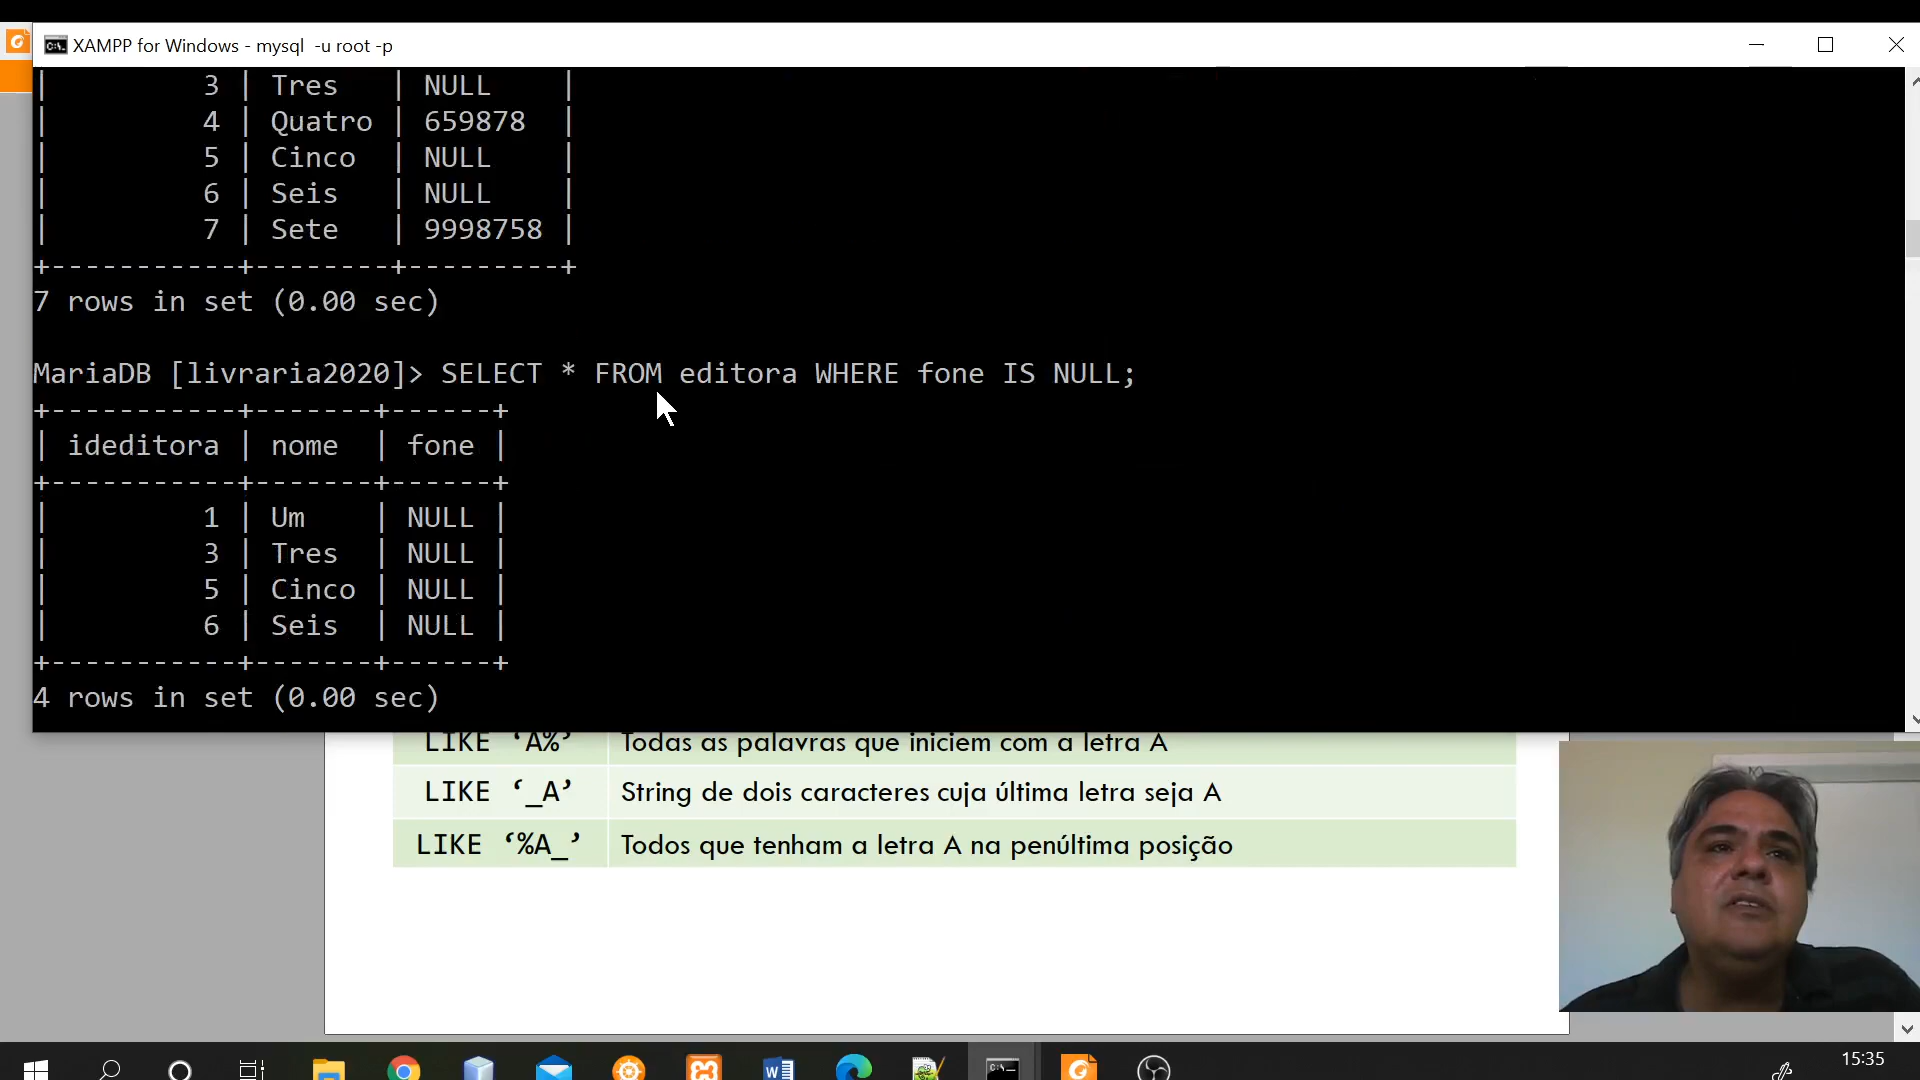 XAMPP for Windows - mysql  -u root -p
|         3 | Tres   | NULL    |
|         4 | Quatro | 659878  |
|         5 | Cinco  | NULL    |
|         6 | Seis   | NULL    |
|         7 | Sete   | 9998758 |
+-----------+--------+---------+
7 rows in set (0.00 sec)
MariaDB [livraria2020]> SELECT * FROM editora WHERE fone IS NULL;
+-----------+-------+------+
| ideditora | nome  | fone |
+-----------+-------+------+
|         1 | Um    | NULL |
|         3 | Tres  | NULL |
|         5 | Cinco | NULL |
|         6 | Seis  | NULL |
+-----------+-------+------+
4 rows in set (0.00 sec)
LIKE ‘A%’ Todas as palavras que iniciem com a letra A
LIKE ‘_A’ String de dois caracteres cuja última letra seja A
LIKE ‘%A_’ Todos que tenham a letra A na penúltima posição
15:35